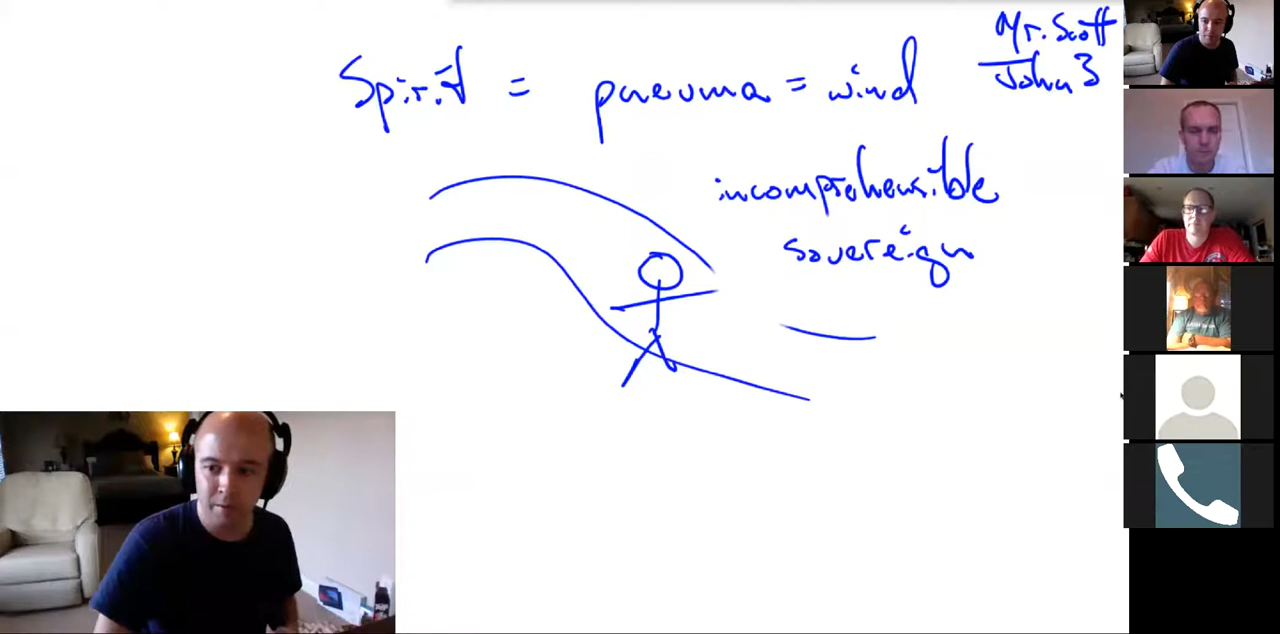 Spirit = pneuma = wind
Mr. Scott
John 3
incomprehensible
sovereign